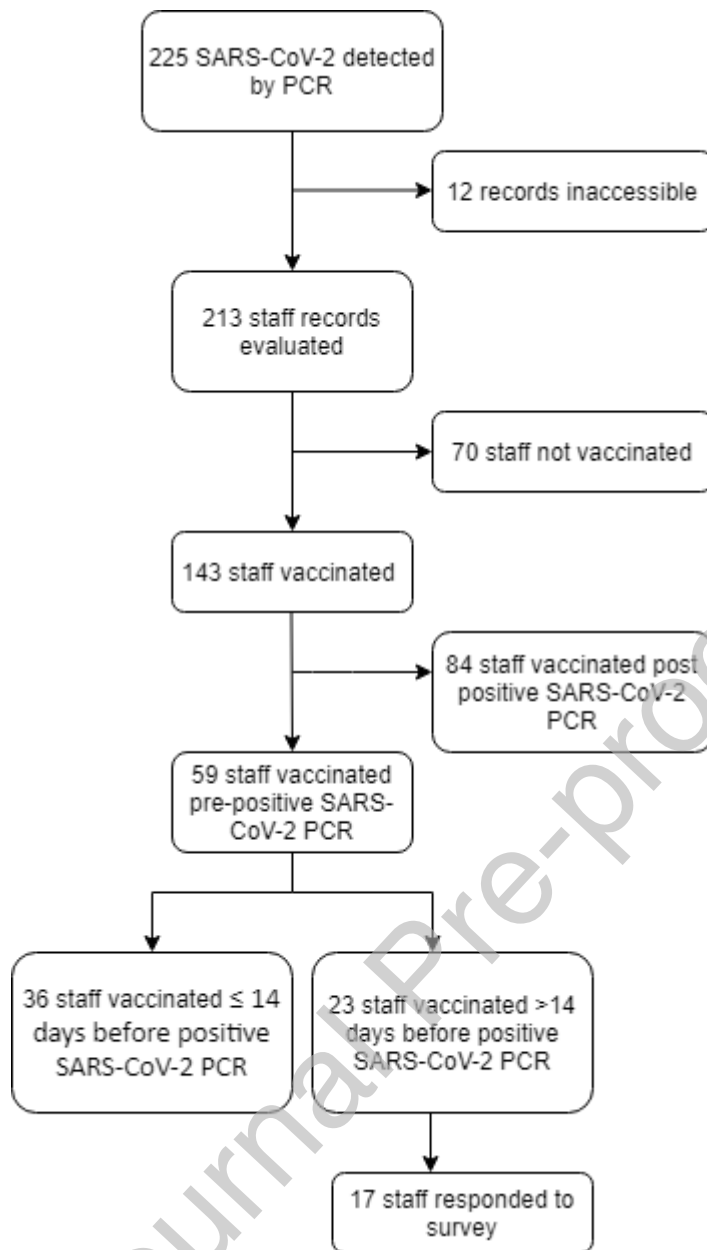 225 SARS-CoV-2 detected
by PCR
12 records inaccessible
213 staff records
evaluated
70 staff not vaccinated
143 staff vaccinated
84 staff vaccinated post
positive SARS-CoV-2
PCR
59 staff vaccinated
pre-positive SARS-
CoV-2 PCR
36 staff vaccinated ≤ 14
days before positive
SARS-CoV-2 PCR
23 staff vaccinated >14
days before positive
SARS-CoV-2 PCR
17 staff responded to
survey
Journal Pre-proo